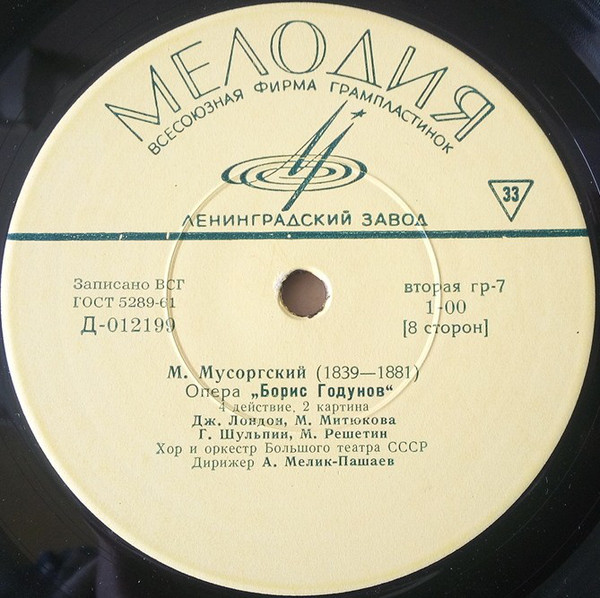 МЕЛОДИЯ
ВСЕСОЮЗНАЯ ФИРМА ГРАМПЛАСТИНОК
33
ЛЕНИНГРАДСКИЙ ЗАВОД
Записано ВСГ
ГОСТ 5289-61
Д-012199
вторая гр-7
1-00
[8 сторон]
М. Мусоргский (1839—1881)
Опера „Борис Годунов“
4 действие, 2 картина
Дж. Лондон, М. Митюкова
Г. Шульпин, М. Решетин
Хор и оркестр Большого театра СССР
Дирижер А. Мелик-Пашаев